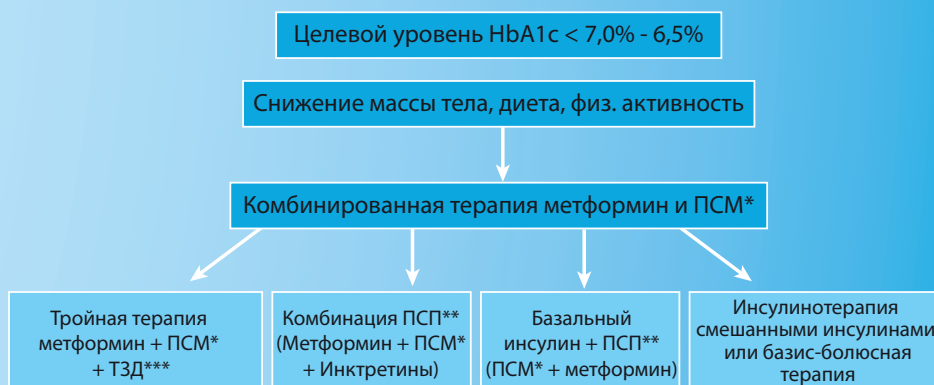 Целевой уровень HbA1c < 7,0% - 6,5%
Снижение массы тела, диета, физ. активность
Комбинированная терапия метформин и ПСМ*
Тройная терапия
метформин + ПСМ*
+ ТЗД***
Комбинация ПСП**
(Метформин + ПСМ*
+ Инктретины)
Базальный
инсулин + ПСП**
(ПСМ* + метформин)
Инсулинотерапия
смешанными инсулинами
или базис-болюсная
терапия